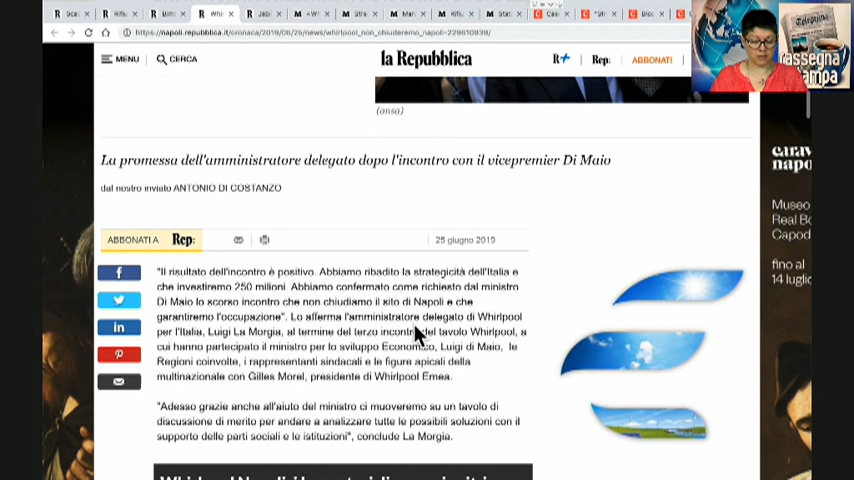 https://napoli.repubblica.it/cronaca/2019/06/25/news/whirlpool_non_chiuderemo_napoli-229610839/
MENU
CERCA
la Repubblica
R+
Rep:
ABBONATI
rassegna
(ansa)
La promessa dell'amministratore delegato dopo l'incontro con il vicepremier Di Maio
dal nostro inviato ANTONIO DI COSTANZO
ABBONATI A Rep:
25 giugno 2019
"Il risultato dell'incontro è positivo. Abbiamo ribadito la strategicità dell'Italia e
che investiremo 250 milioni. Abbiamo confermato come richiesto dal ministro
Di Maio lo scorso incontro che non chiudiamo il sito di Napoli e che
garantiremo l'occupazione". Lo afferma l'amministratore delegato di Whirlpool
per l'Italia, Luigi La Morgia, al termine del terzo incontro del tavolo Whirlpool, a
cui hanno partecipato il ministro per lo sviluppo Economico, Luigi di Maio, le
Regioni coinvolte, i rappresentanti sindacali e le figure apicali della
multinazionale con Gilles Morel, presidente di Whirlpool Emea.
"Adesso grazie anche all'aiuto del ministro ci muoveremo su un tavolo di
discussione di merito per andare a analizzare tutte le possibili soluzioni con il
supporto delle parti sociali e le istituzioni", conclude La Morgia.
Museo
Real Bo
Capod
fino al
14 luglio